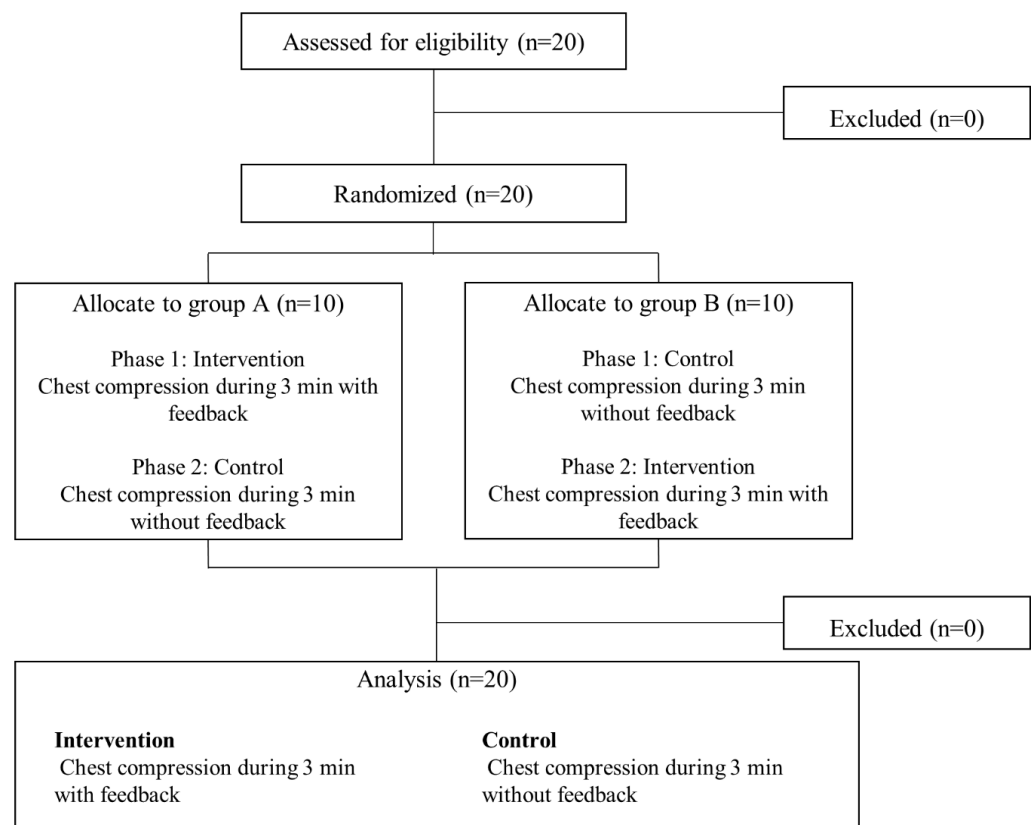 Assessed for eligibility (n=20)
Excluded (n=0)
Randomized (n=20)
Allocate to group A (n=10)
Phase 1: Intervention
Chest compression during 3 min with
feedback
Phase 2: Control
Chest compression during 3 min
without feedback
Allocate to group B (n=10)
Phase 1: Control
Chest compression during 3 min
without feedback
Phase 2: Intervention
Chest compression during 3 min with
feedback
Excluded (n=0)
Analysis (n=20)
Intervention
Chest compression during 3 min
with feedback
Control
Chest compression during 3 min
without feedback